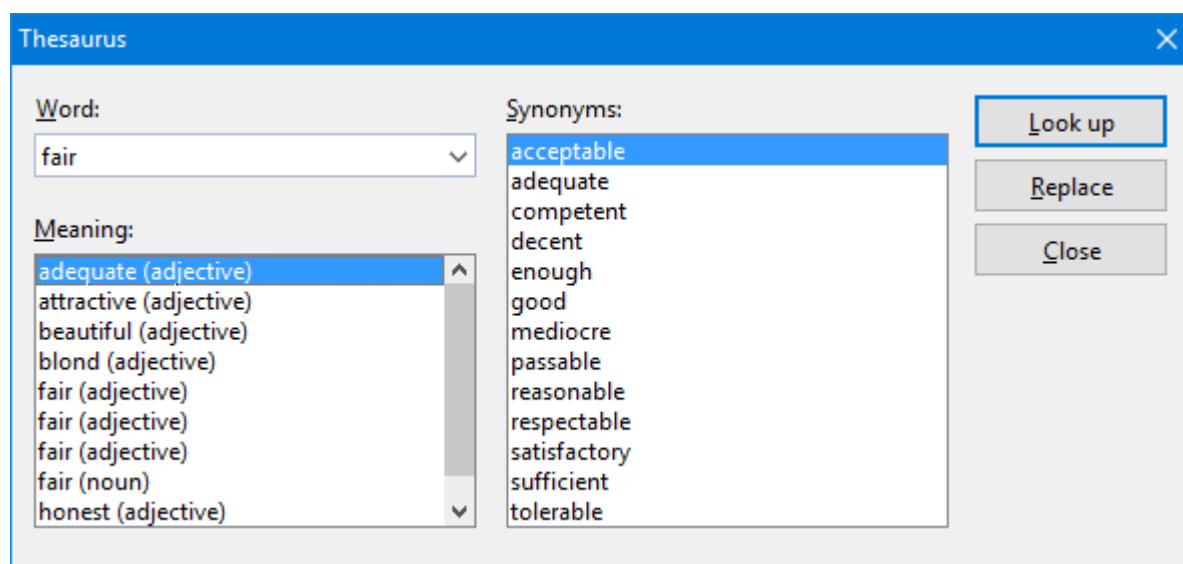 Thesaurus
Word:
fair
Meaning:
adequate (adjective)
attractive (adjective)
beautiful (adjective)
blond (adjective)
fair (adjective)
fair (adjective)
fair (adjective)
fair (noun)
honest (adjective)
Synonyms:
acceptable
adequate
competent
decent
enough
good
mediocre
passable
reasonable
respectable
satisfactory
sufficient
tolerable
Look up
Replace
Close